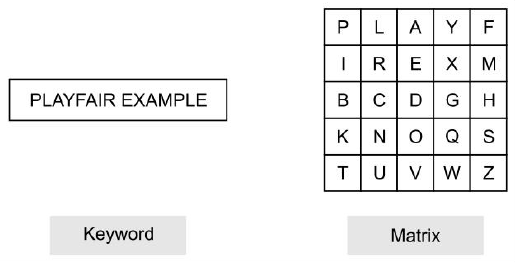 PLAYFAIR EXAMPLE
Keyword
P L A Y F
I R E X M
B C D G H
K N O Q S
T U V W Z
Matrix